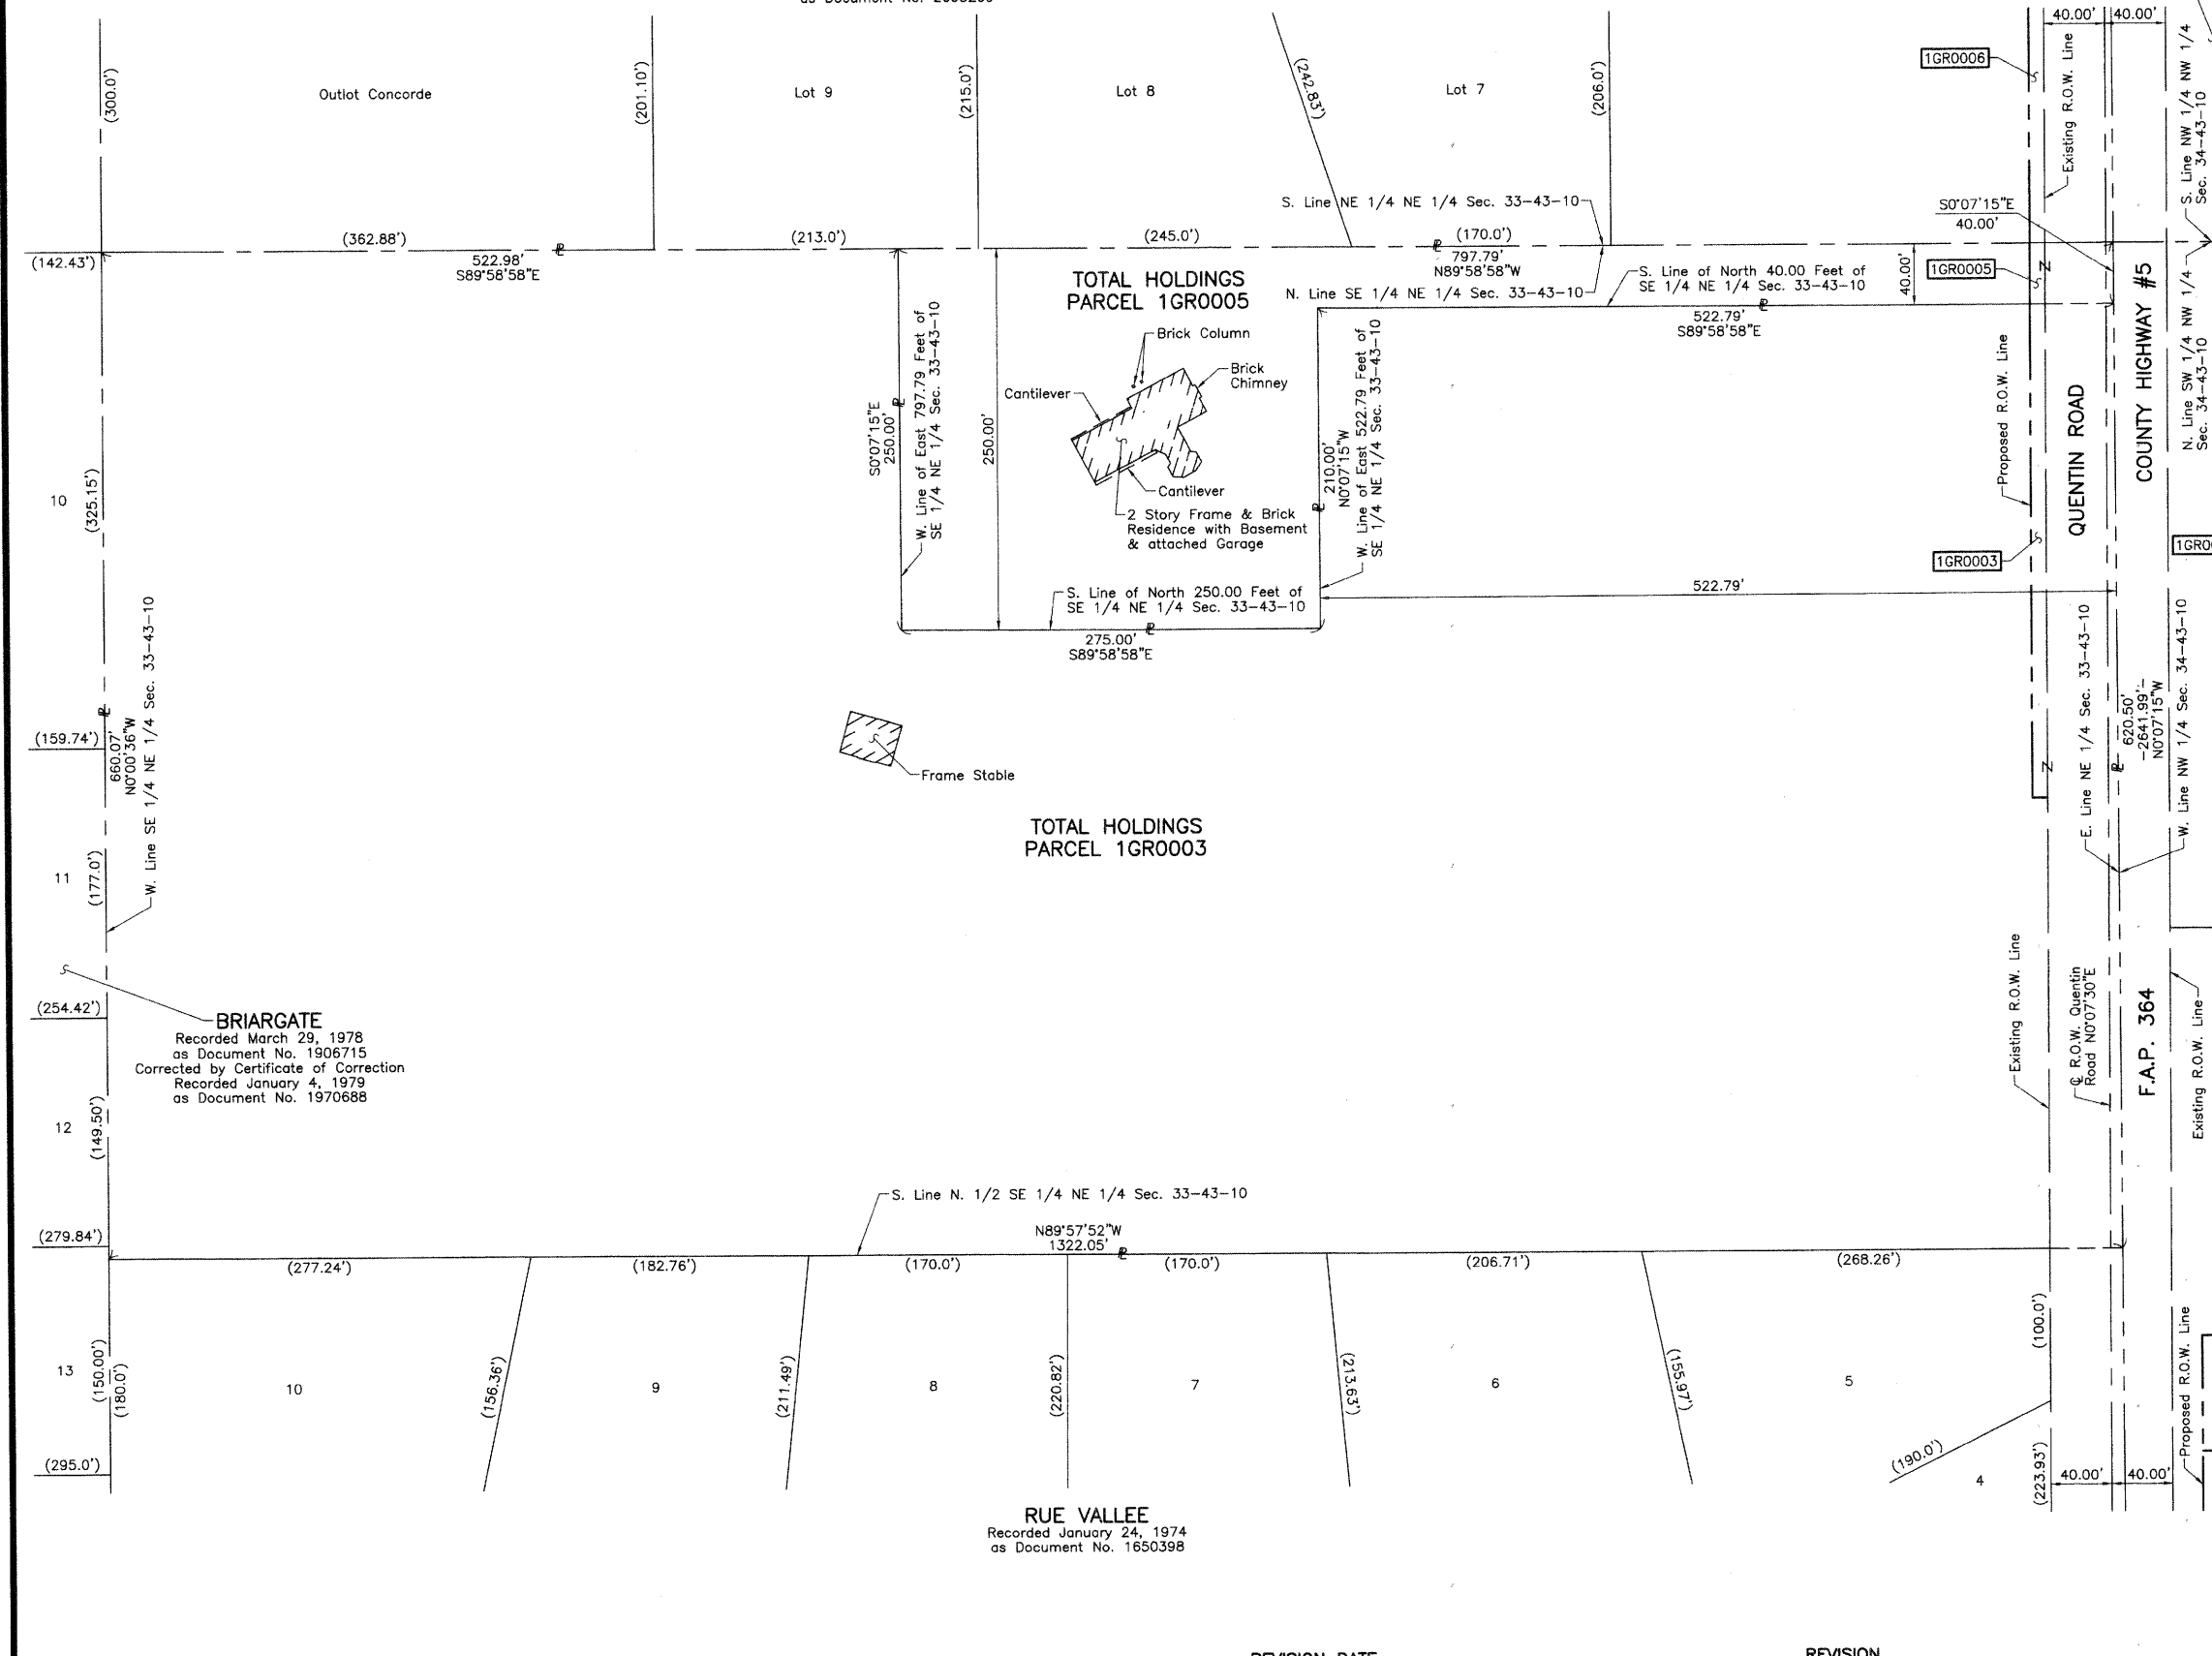 40.00' 40.00'
1GR0006
Existing R.O.W. Line
S. Line NW 1/4 NW 1/4
Sec. 34-43-10
(300.0')
Outlot Concorde
(201.10')
Lot 9
(215.0')
Lot 8
(242.83')
Lot 7
(206.0')
S. Line NE 1/4 NE 1/4 Sec. 33-43-10
S0°07'15"E
40.00'
(142.43')
(362.88')
522.98'
S89°58'58"E
(213.0')
(245.0')
(170.0')
797.79'
N89°58'58"W
TOTAL HOLDINGS
PARCEL 1GR0005
N. Line SE 1/4 NE 1/4 Sec. 33-43-10
S. Line of North 40.00 Feet of
SE 1/4 NE 1/4 Sec. 33-43-10
40.00'
1GR0005
522.79'
S89°58'58"E
N. Line SW 1/4 NW 1/4
Sec. 34-43-10
COUNTY HIGHWAY #5
QUENTIN ROAD
Proposed R.O.W. Line
Brick Column
Brick
Chimney
Cantilever
Cantilever
2 Story Frame & Brick
Residence with Basement
& attached Garage
S0°07'15"E
250.00'
W. Line of East 797.79 Feet of
SE 1/4 NE 1/4 Sec. 33-43-10
250.00'
210.00'
N0°07'15"W
W. Line of East 522.79 Feet of
SE 1/4 NE 1/4 Sec. 33-43-10
10
(325.15')
1GR0003
522.79'
S. Line of North 250.00 Feet of
SE 1/4 NE 1/4 Sec. 33-43-10
275.00'
S89°58'58"E
(159.74')
660.07'
N0°00'36"W
W. Line SE 1/4 NE 1/4 Sec. 33-43-10
Frame Stable
TOTAL HOLDINGS
PARCEL 1GR0003
E. Line NE 1/4 Sec. 33-43-10
620.50'
-2641.99'-
N0°07'15"W
W. Line NW 1/4 Sec. 34-43-10
11
(177.0')
(254.42')
BRIARGATE
Recorded March 29, 1978
as Document No. 1906715
Corrected by Certificate of Correction
Recorded January 4, 1979
as Document No. 1970688
Existing R.O.W. Line
℄ R.O.W. Quentin
Road N0°07'30"E
F.A.P. 364
Existing R.O.W. Line
12
(149.50')
S. Line N. 1/2 SE 1/4 NE 1/4 Sec. 33-43-10
(279.84')
N89°57'52"W
1322.05'
(277.24')
(182.76')
(170.0')
(170.0')
(206.71')
(268.26')
13
(150.00')
(180.0')
10
(156.36')
9
(211.49')
8
(220.82')
7
(213.63')
6
(155.97')
5
(100.0')
Proposed R.O.W. Line
(295.0')
(190.0')
4
(223.93')
40.00' 40.00'
RUE VALLEE
Recorded January 24, 1974
as Document No. 1650398
REVISION DATE
REVISION